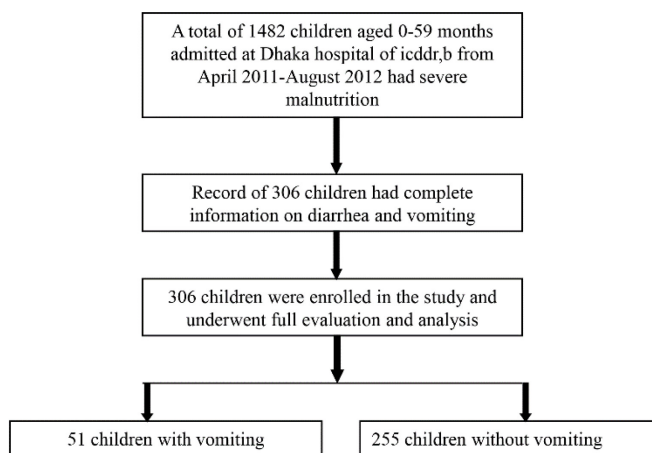 A total of 1482 children aged 0-59 months
admitted at Dhaka hospital of icddr,b from
April 2011-August 2012 had severe
malnutrition
Record of 306 children had complete
information on diarrhea and vomiting
306 children were enrolled in the study and
underwent full evaluation and analysis
51 children with vomiting
255 children without vomiting